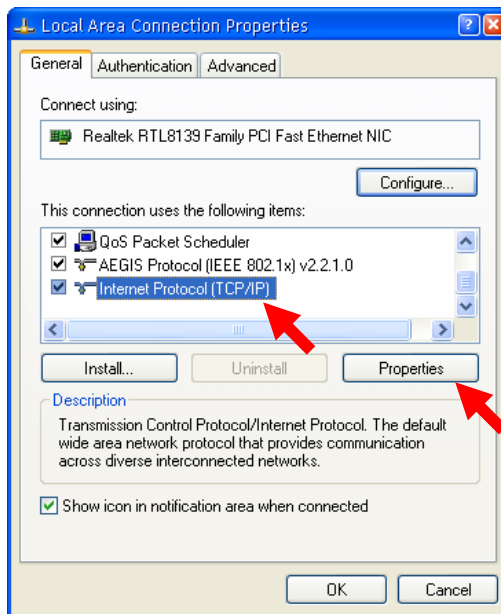 Local Area Connection Properties
General Authentication Advanced
Connect using:
Realtek RTL8139 Family PCI Fast Ethernet NIC
Configure...
This connection uses the following items:
QoS Packet Scheduler
AEGIS Protocol (IEEE 802.1x) v2.2.1.0
Internet Protocol (TCP/IP)
Install... Uninstall Properties
Description
Transmission Control Protocol/Internet Protocol. The default
wide area network protocol that provides communication
across diverse interconnected networks.
Show icon in notification area when connected
OK Cancel